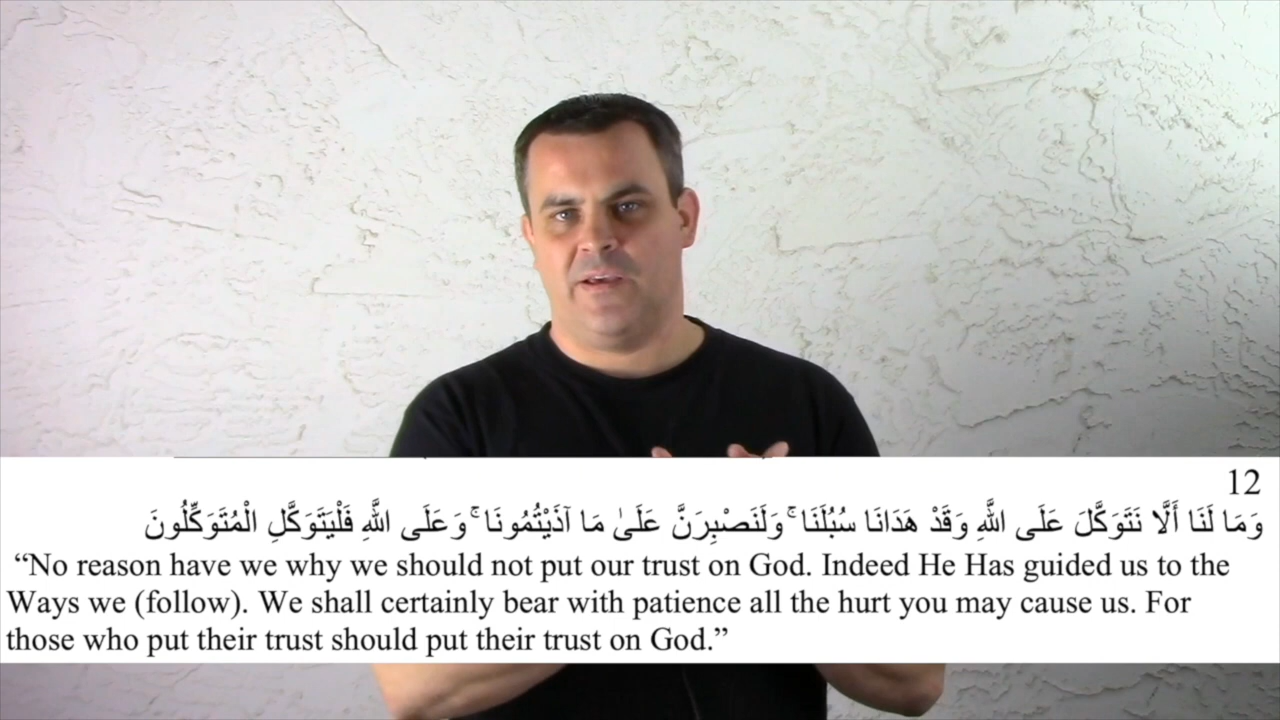 12
وَمَا لَنَا أَلَّا نَتَوَكَّلَ عَلَى اللَّهِ وَقَدْ هَدَانَا سُبُلَنَا ۚ وَلَنَصْبِرَنَّ عَلَىٰ مَا آذَيْتُمُونَا ۚ وَعَلَى اللَّهِ فَلْيَتَوَكَّلِ الْمُتَوَكِّلُونَ
“No reason have we why we should not put our trust on God. Indeed He Has guided us to the
Ways we (follow). We shall certainly bear with patience all the hurt you may cause us. For
those who put their trust should put their trust on God.”